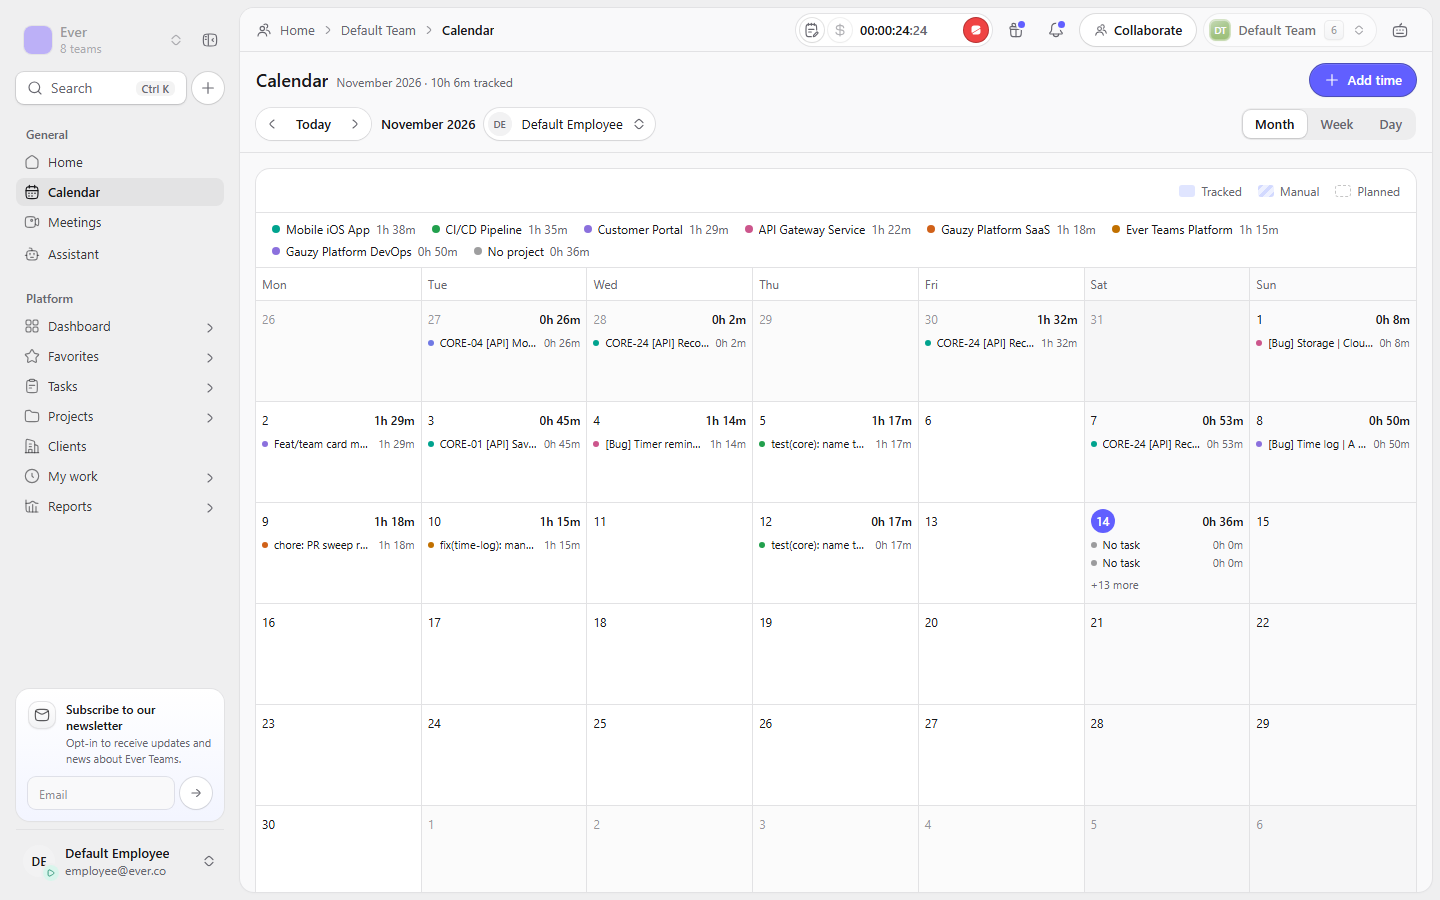 Ever
8 teams
Search Ctrl K
General
Home
Calendar
Meetings
Assistant
Platform
Dashboard
Favorites
Tasks
Projects
Clients
My work
Reports
Subscribe to our
newsletter
Opt-in to receive updates and
news about Ever Teams.
Email
DE Default Employee
employee@ever.co
Home Default Team Calendar
00:00:24:24
Collaborate
DT Default Team 6
Calendar November 2026 · 10h 6m tracked
Add time
Today November 2026 DE Default Employee
Month Week Day
Tracked Manual Planned
Mobile iOS App 1h 38m CI/CD Pipeline 1h 35m Customer Portal 1h 29m API Gateway Service 1h 22m Gauzy Platform SaaS 1h 18m Ever Teams Platform 1h 15m
Gauzy Platform DevOps 0h 50m No project 0h 36m
Mon Tue Wed Thu Fri Sat Sun
26 27 0h 26m 28 0h 2m 29 30 1h 32m 31 1 0h 8m
CORE-04 [API] Mo... 0h 26m CORE-24 [API] Reco... 0h 2m CORE-24 [API] Rec... 1h 32m [Bug] Storage | Clou... 0h 8m
2 1h 29m 3 0h 45m 4 1h 14m 5 1h 17m 6 7 0h 53m 8 0h 50m
Feat/team card m... 1h 29m CORE-01 [API] Sav... 0h 45m [Bug] Timer remin... 1h 14m test(core): name t... 1h 17m CORE-24 [API] Rec... 0h 53m [Bug] Time log | A ... 0h 50m
9 1h 18m 10 1h 15m 11 12 0h 17m 13 14 0h 36m 15
chore: PR sweep r... 1h 18m fix(time-log): man... 1h 15m test(core): name t... 0h 17m No task 0h 0m
No task 0h 0m
+13 more
16 17 18 19 20 21 22
23 24 25 26 27 28 29
30 1 2 3 4 5 6